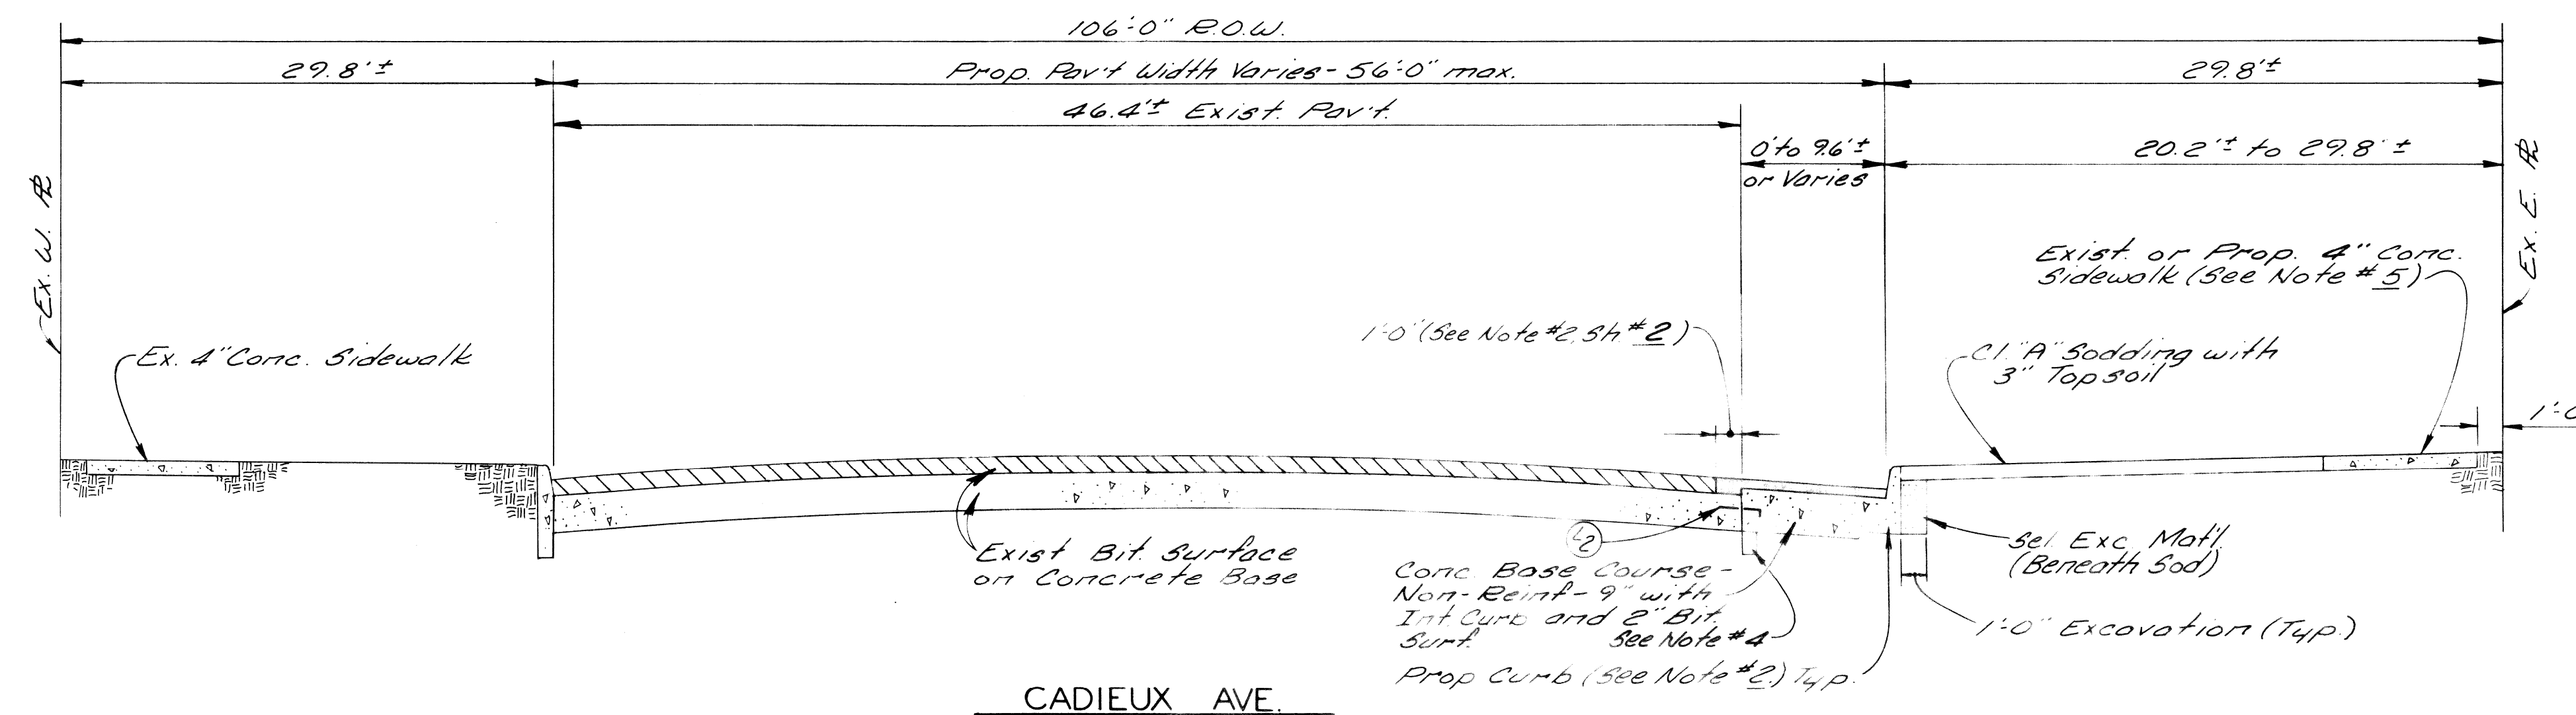 106'-0" R.O.W.
29.8'±
Prop. Pav't Width Varies - 56'-0" max.
29.8'±
46.4'± Exist. Pav't.
0' to 9.6'±
or Varies
20.2'± to 29.8'±
Ex. W. PL
Ex. E. PL
Exist. or Prop. 4" Conc.
Sidewalk (See Note #5)
1'-0" (See Note #2, Sh. #2)
Ex. 4" Conc. Sidewalk
Cl. "A" Sodding with
3" Topsoil
Exist Bit. Surface
on Concrete Base
Conc. Base Course -
Non-Reinf - 9" with
Int. Curb and 2" Bit.
Surf.
See Note #4
Prop Curb (See Note #2) Typ.
Sel. Exc. Mat'l.
(Beneath Sod)
1'-0" Excavation (Typ.)
CADIEUX AVE.